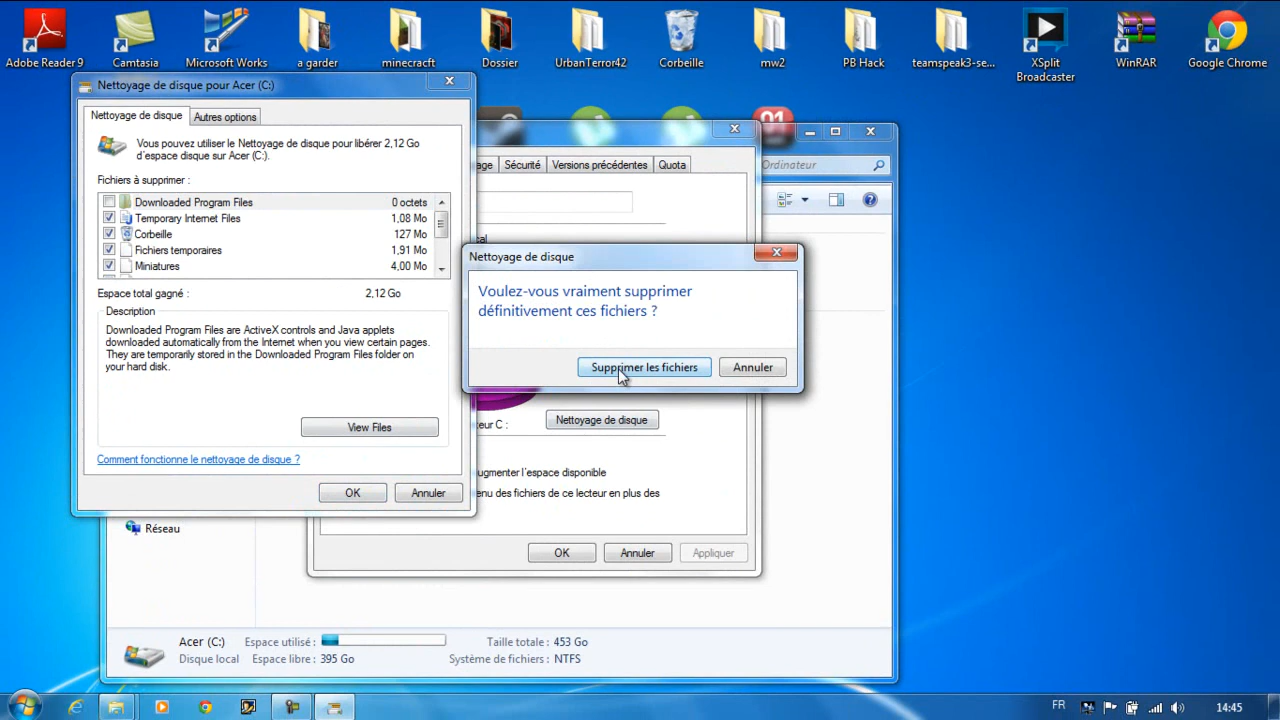 Adobe Reader 9
Camtasia
Microsoft Works
a garder
minecracft
Dossier
UrbanTerror42
Corbeille
mw2
PB Hack
teamspeak3-se...
XSplit
Broadcaster
WinRAR
Google Chrome
01
Nettoyage de disque pour Acer (C:)
Nettoyage de disque
Autres options
Vous pouvez utiliser le Nettoyage de disque pour libérer 2,12 Go
d'espace disque sur Acer (C:).
Fichiers à supprimer :
Downloaded Program Files 0 octets
Temporary Internet Files 1,08 Mo
Corbeille 127 Mo
Fichiers temporaires 1,91 Mo
Miniatures 4,00 Mo
Espace total gagné : 2,12 Go
Description
Downloaded Program Files are ActiveX controls and Java applets
downloaded automatically from the Internet when you view certain pages.
They are temporarily stored in the Downloaded Program Files folder on
your hard disk.
View Files
Comment fonctionne le nettoyage de disque ?
OK
Annuler
age
Sécurité
Versions précédentes
Quota
Ordinateur
cal
Nettoyage de disque
Voulez-vous vraiment supprimer
définitivement ces fichiers ?
Supprimer les fichiers
Annuler
teur C :
Nettoyage de disque
ugmenter l'espace disponible
nu des fichiers de ce lecteur en plus des
OK
Annuler
Appliquer
Réseau
Acer (C:) Espace utilisé : Taille totale : 453 Go
Disque local Espace libre : 395 Go Système de fichiers : NTFS
FR
14:45